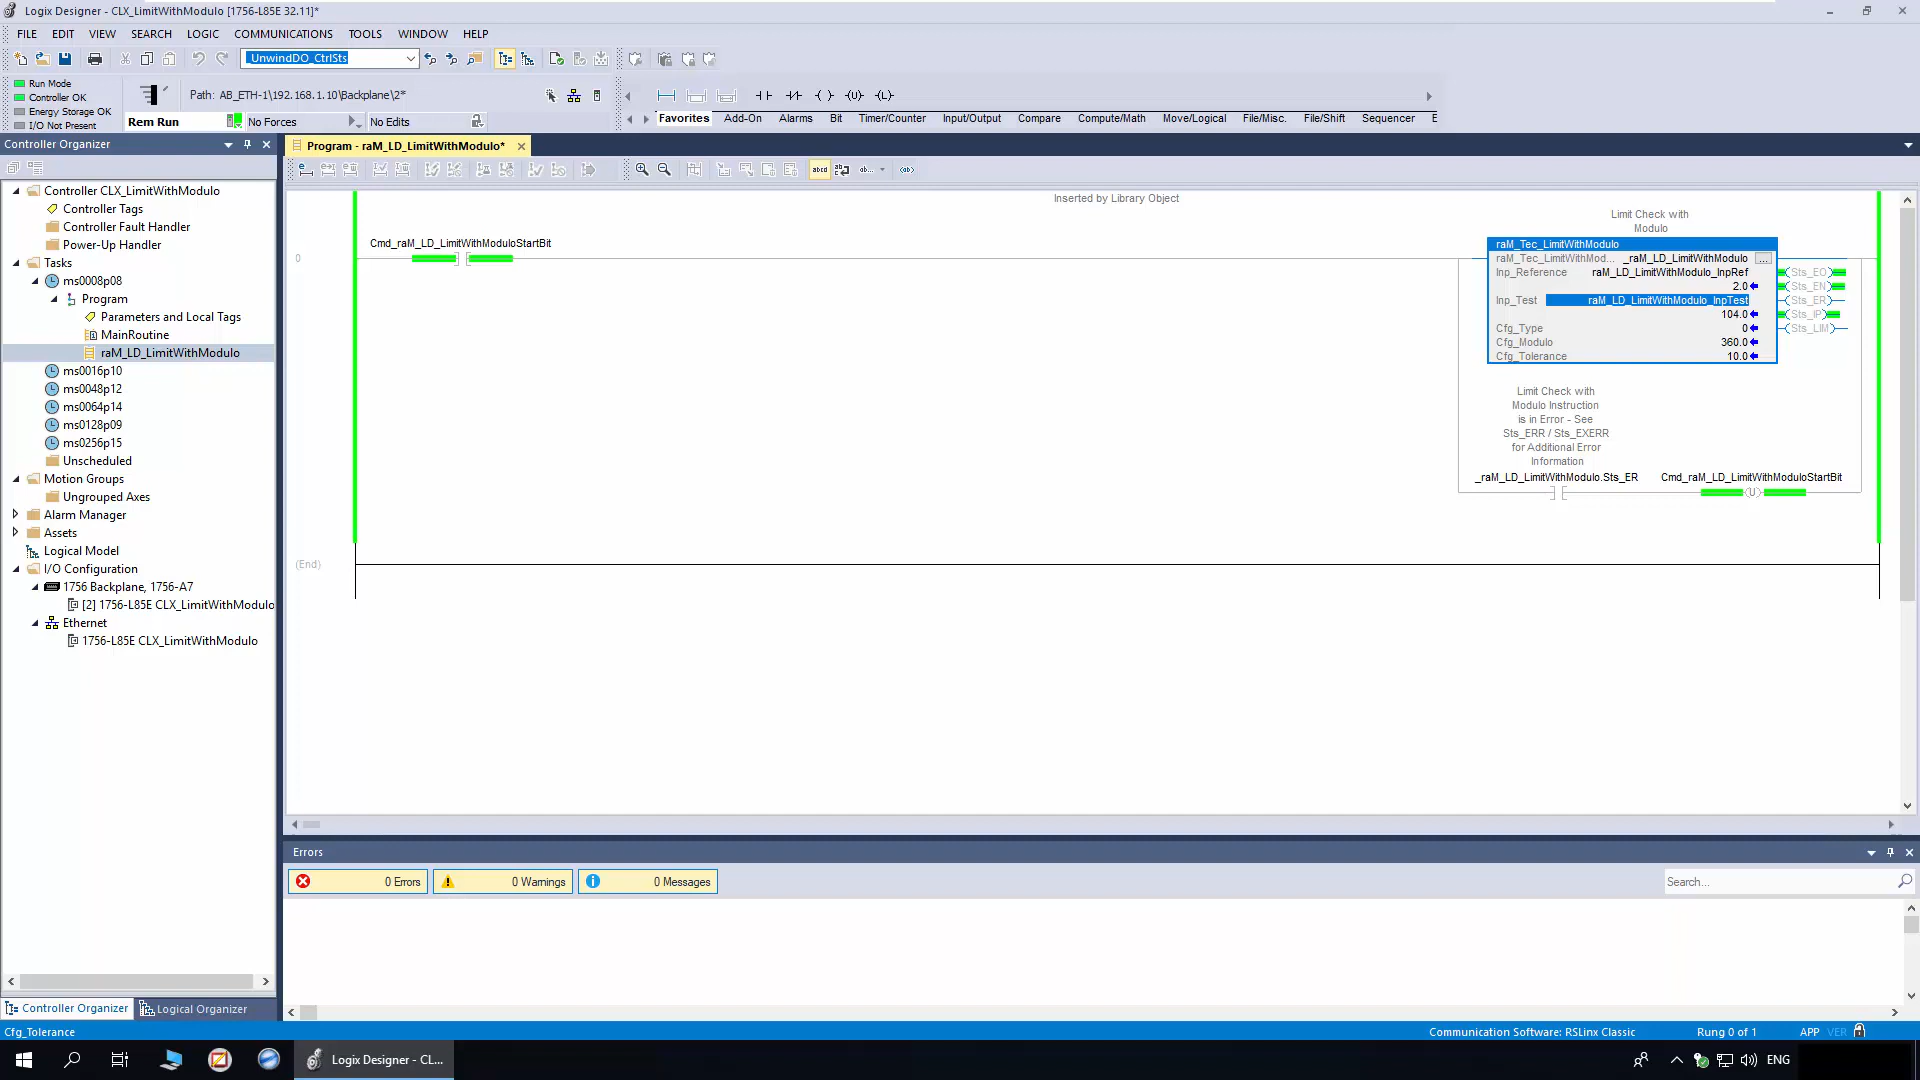 Logix Designer - CLX_LimitWithModulo [1756-L85E 32.11]*
FILE EDIT VIEW SEARCH LOGIC COMMUNICATIONS TOOLS WINDOW HELP
UnwindDO_CtrlSts
Run Mode
Controller OK
Energy Storage OK
I/O Not Present
Path: AB_ETH-1\192.168.1.10\Backplane\2*
Rem Run
No Forces
No Edits
Favorites Add-On Alarms Bit Timer/Counter Input/Output Compare Compute/Math Move/Logical File/Misc. File/Shift Sequencer E
Controller Organizer
Controller CLX_LimitWithModulo
Controller Tags
Controller Fault Handler
Power-Up Handler
Tasks
ms0008p08
Program
Parameters and Local Tags
MainRoutine
raM_LD_LimitWithModulo
ms0016p10
ms0048p12
ms0064p14
ms0128p09
ms0256p15
Unscheduled
Motion Groups
Ungrouped Axes
Alarm Manager
Assets
Logical Model
I/O Configuration
1756 Backplane, 1756-A7
[2] 1756-L85E CLX_LimitWithModulo
Ethernet
1756-L85E CLX_LimitWithModulo
Controller Organizer
Logical Organizer
Program - raM_LD_LimitWithModulo*
Inserted by Library Object
0
Cmd_raM_LD_LimitWithModuloStartBit
Limit Check with
Modulo
raM_Tec_LimitWithModulo
raM_Tec_LimitWithMod... _raM_LD_LimitWithModulo ...
Inp_Reference raM_LD_LimitWithModulo_InpRef
2.0
Inp_Test raM_LD_LimitWithModulo_InpTest
104.0
Cfg_Type 0
Cfg_Modulo 360.0
Cfg_Tolerance 10.0
Sts_EO
Sts_EN
Sts_ER
Sts_IP
Sts_LIM
Limit Check with
Modulo Instruction
is in Error - See
Sts_ERR / Sts_EXERR
for Additional Error
Information
_raM_LD_LimitWithModulo.Sts_ER
Cmd_raM_LD_LimitWithModuloStartBit
U
(End)
Errors
0 Errors
0 Warnings
0 Messages
Search...
Cfg_Tolerance
Communication Software: RSLinx Classic
Rung 0 of 1
APP VER
Logix Designer - CL...
ENG